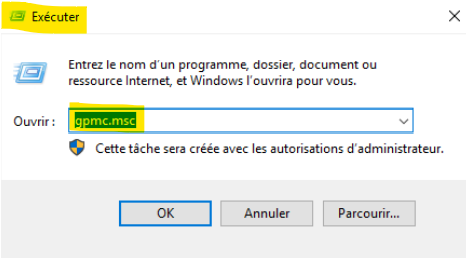 Exécuter
Entrez le nom d'un programme, dossier, document ou
ressource Internet, et Windows l'ouvrira pour vous.
Ouvrir : gpmc.msc
Cette tâche sera créée avec les autorisations d'administrateur.
OK Annuler Parcourir...